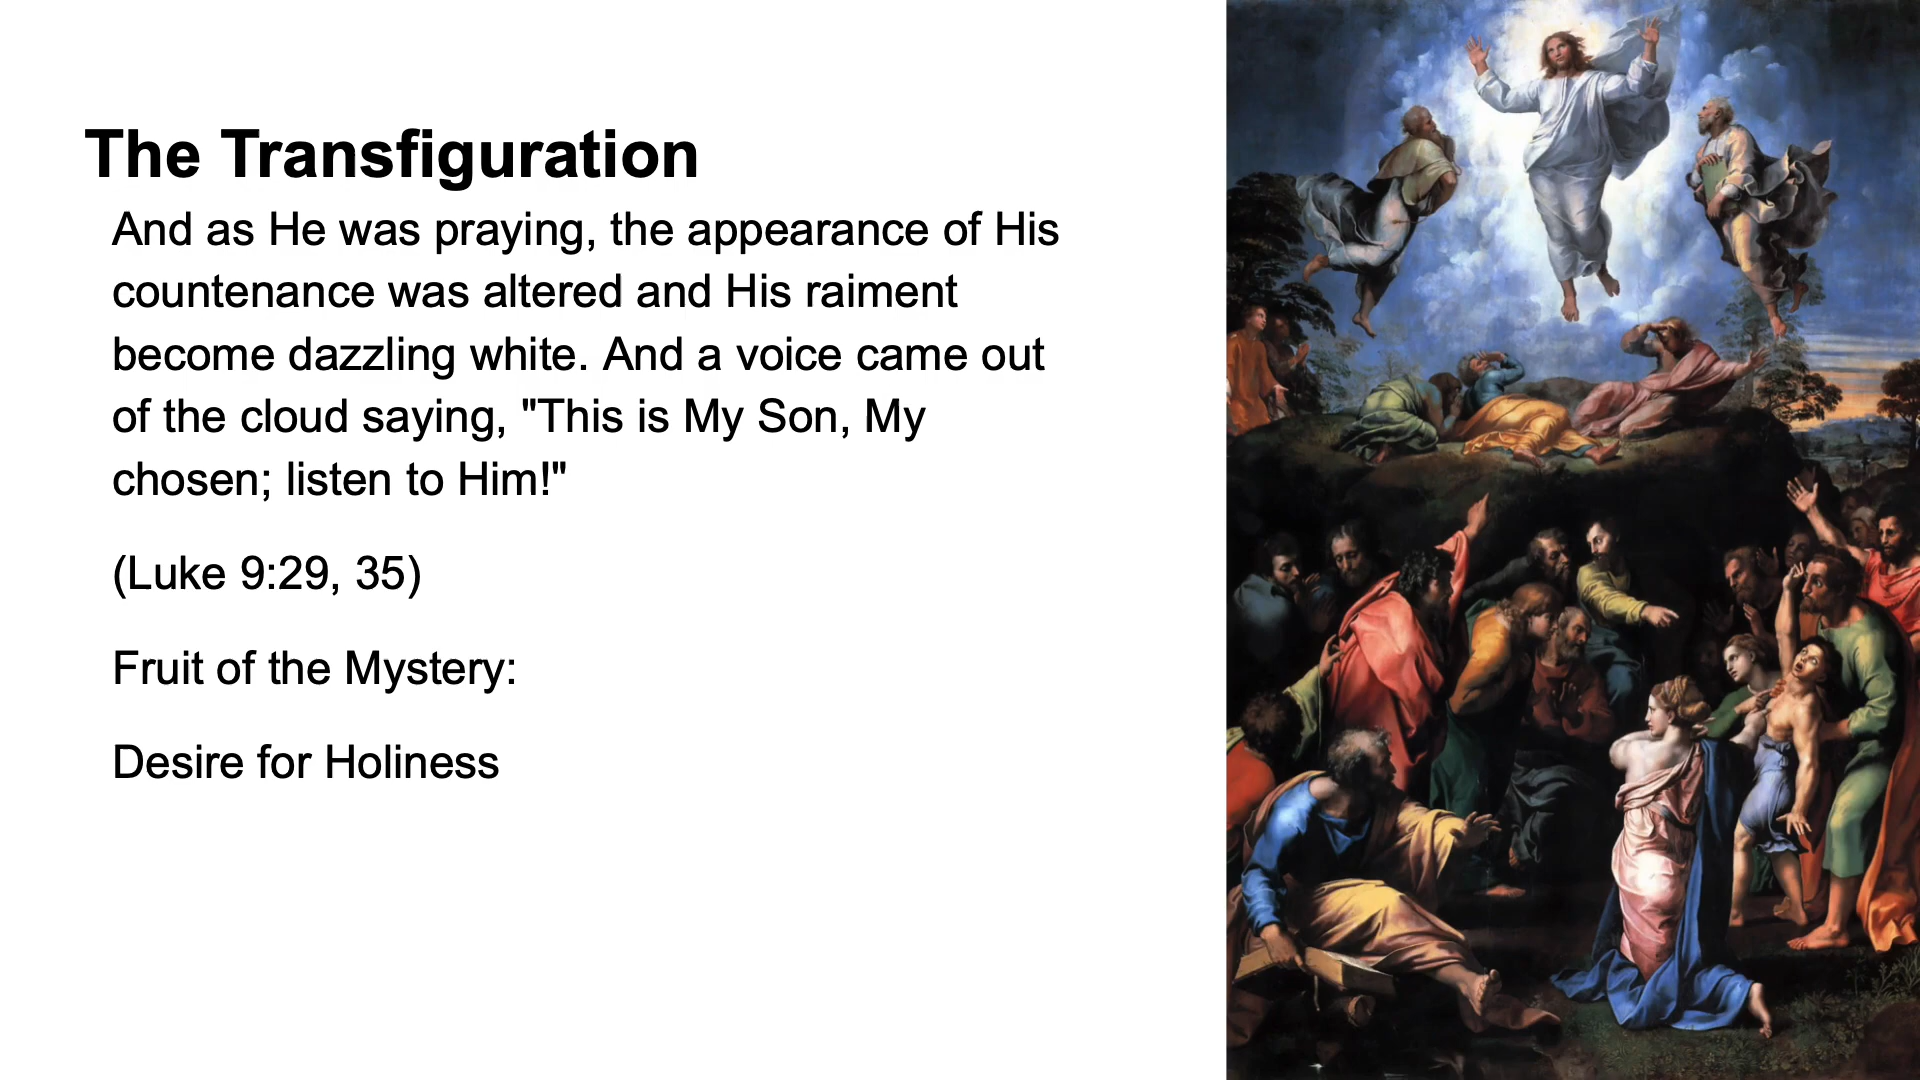 The Transfiguration
And as He was praying, the appearance of His
countenance was altered and His raiment
become dazzling white. And a voice came out
of the cloud saying, "This is My Son, My
chosen; listen to Him!"
(Luke 9:29, 35)
Fruit of the Mystery:
Desire for Holiness